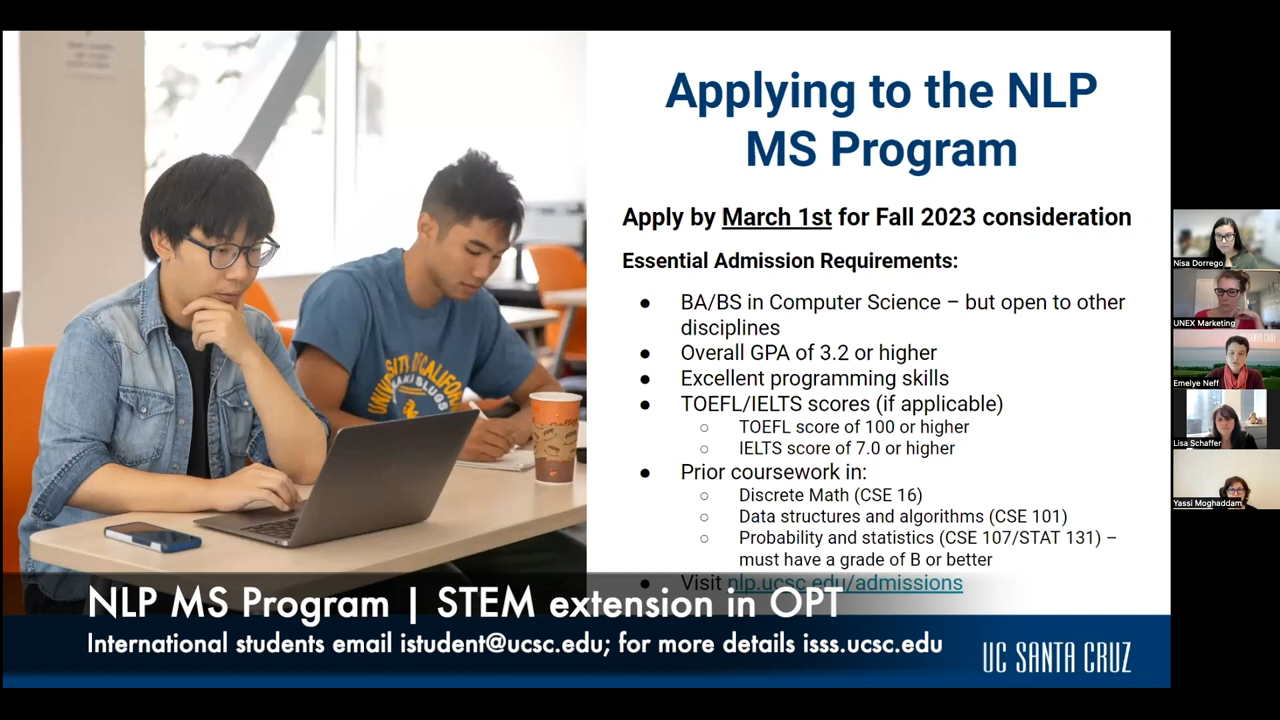 Applying to the NLP
MS Program
Apply by March 1st for Fall 2023 consideration
Essential Admission Requirements:
● BA/BS in Computer Science – but open to other
disciplines
● Overall GPA of 3.2 or higher
● Excellent programming skills
● TOEFL/IELTS scores (if applicable)
○ TOEFL score of 100 or higher
○ IELTS score of 7.0 or higher
● Prior coursework in:
○ Discrete Math (CSE 16)
○ Data structures and algorithms (CSE 101)
○ Probability and statistics (CSE 107/STAT 131) –
must have a grade of B or better
● Visit nlp.ucsc.edu/admissions
NLP MS Program | STEM extension in OPT
International students email istudent@ucsc.edu; for more details isss.ucsc.edu
UC SANTA CRUZ
Nisa Dorrego
UNEX Marketing
Emelye Neff
Lisa Schaffer
Yassi Moghaddam